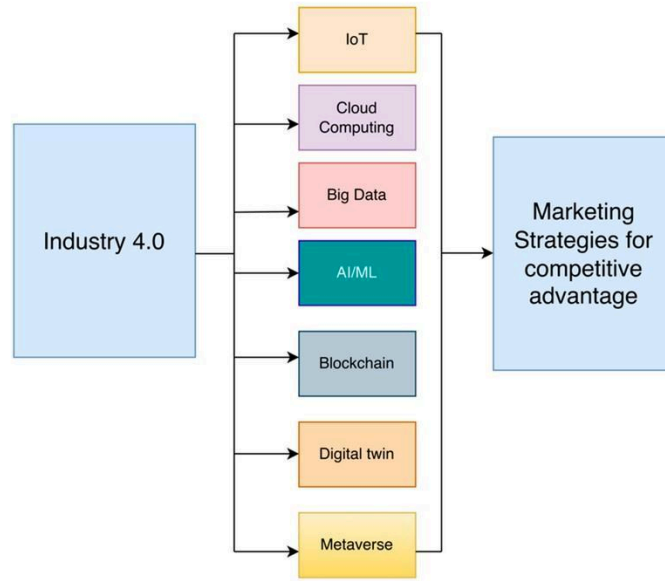 Industry 4.0
IoT
Cloud
Computing
Big Data
AI/ML
Blockchain
Digital twin
Metaverse
Marketing
Strategies for
competitive
advantage